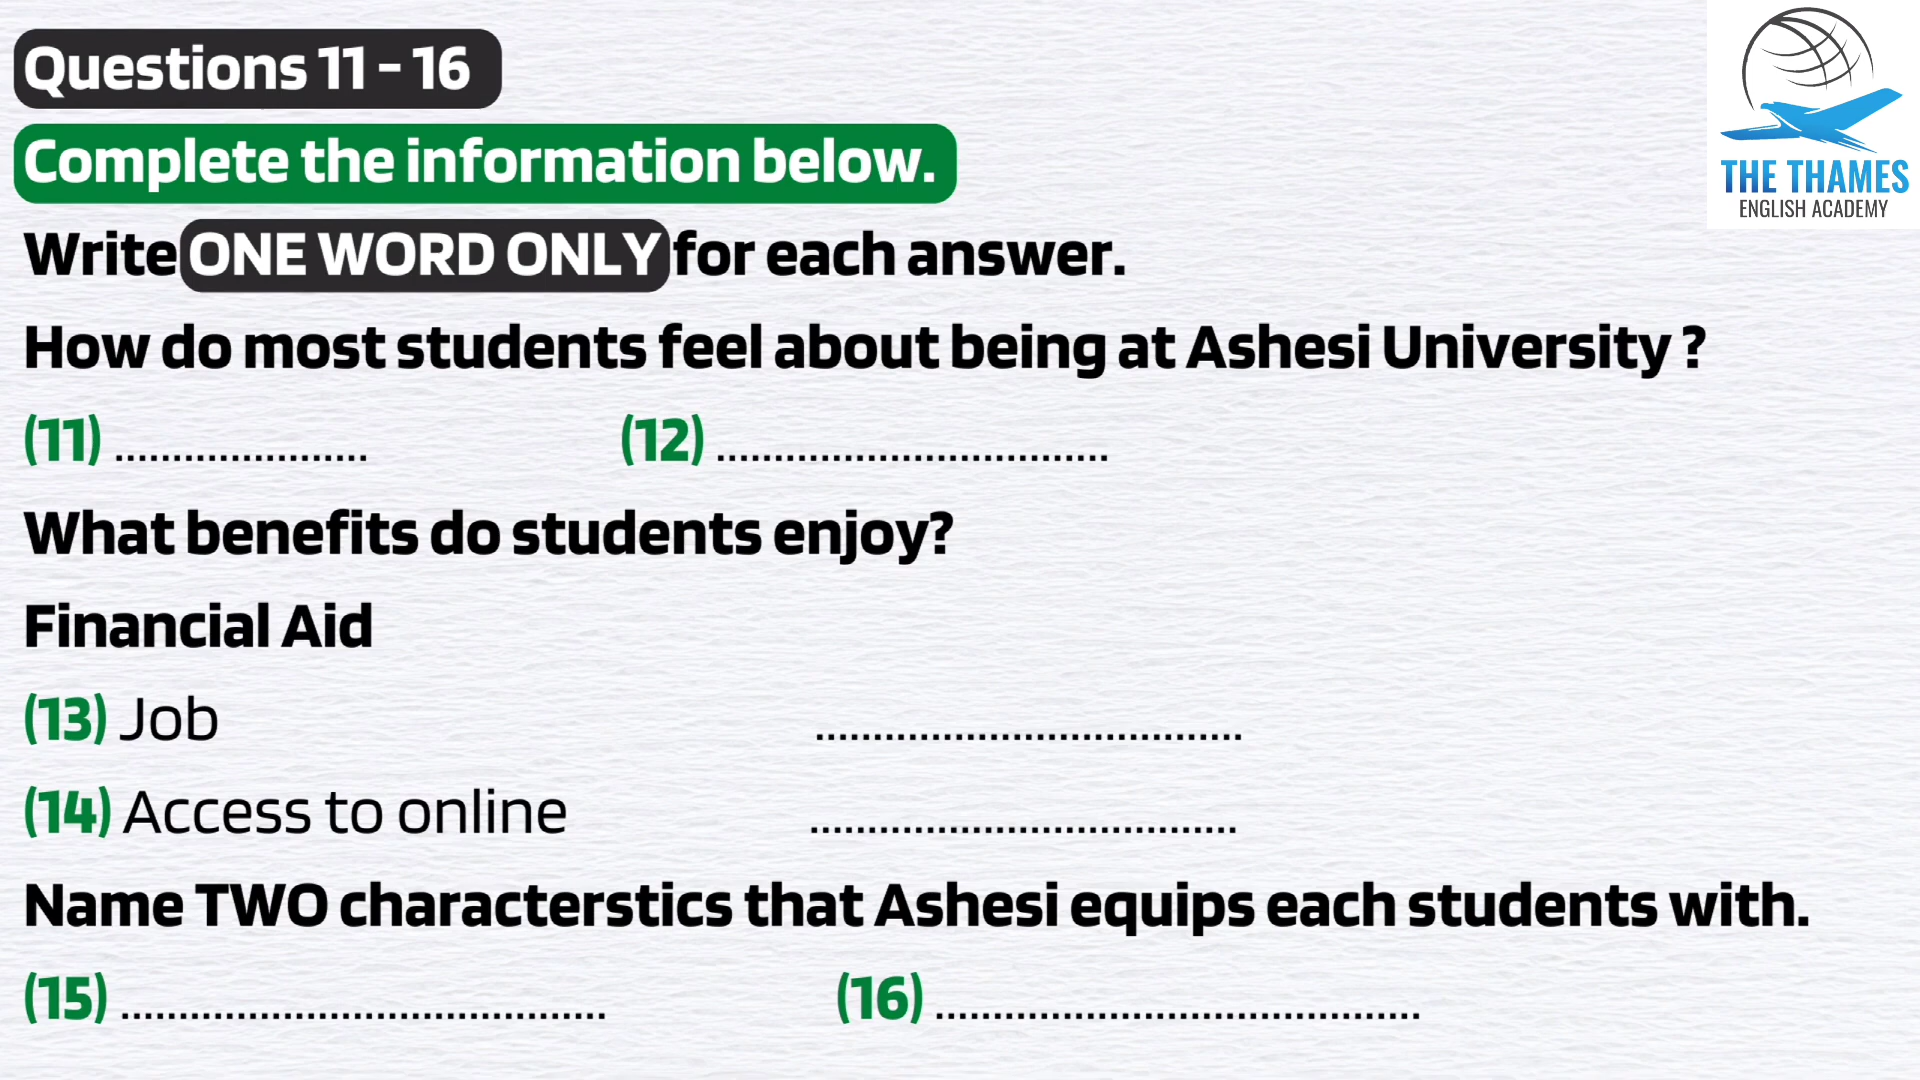 Questions 11 - 16
THE THAMES
ENGLISH ACADEMY
Complete the information below.
Write ONE WORD ONLY for each answer.
How do most students feel about being at Ashesi University ?
(11) ...................... (12) ..................................
What benefits do students enjoy?
Financial Aid
(13) Job .....................................
(14) Access to online .....................................
Name TWO characterstics that Ashesi equips each students with.
(15) .......................................... (16) ..........................................